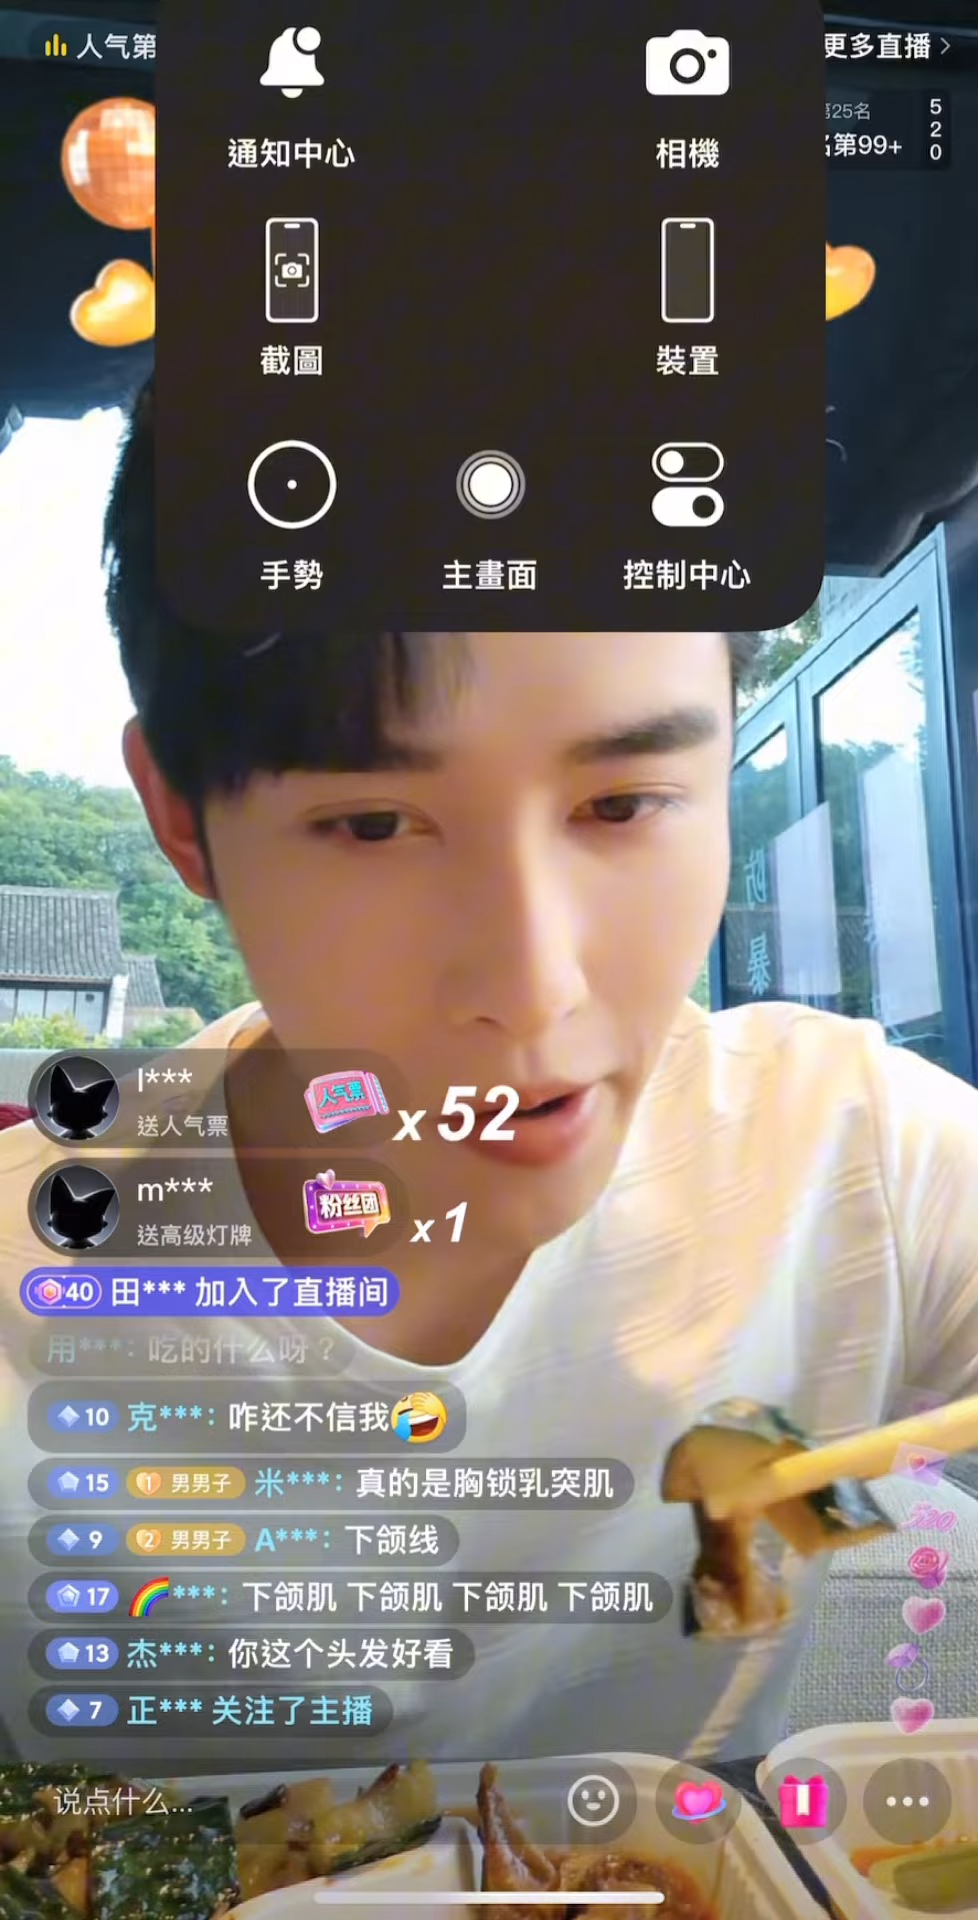 人气第
更多直播
第25名
名第99+
520
通知中心
相機
截圖
裝置
手勢
主畫面
控制中心
防暴
l***
送人气票
人气票
x 52
m***
送高级灯牌
粉丝团
x 1
40 田*** 加入了直播间
用***: 吃的什么呀？
10 克***: 咋还不信我
15 1 男男子 米***: 真的是胸锁乳突肌
9 2 男男子 A***: 下颌线
17 ***: 下颌肌 下颌肌 下颌肌 下颌肌
13 杰***: 你这个头发好看
7 正*** 关注了主播
520
说点什么...